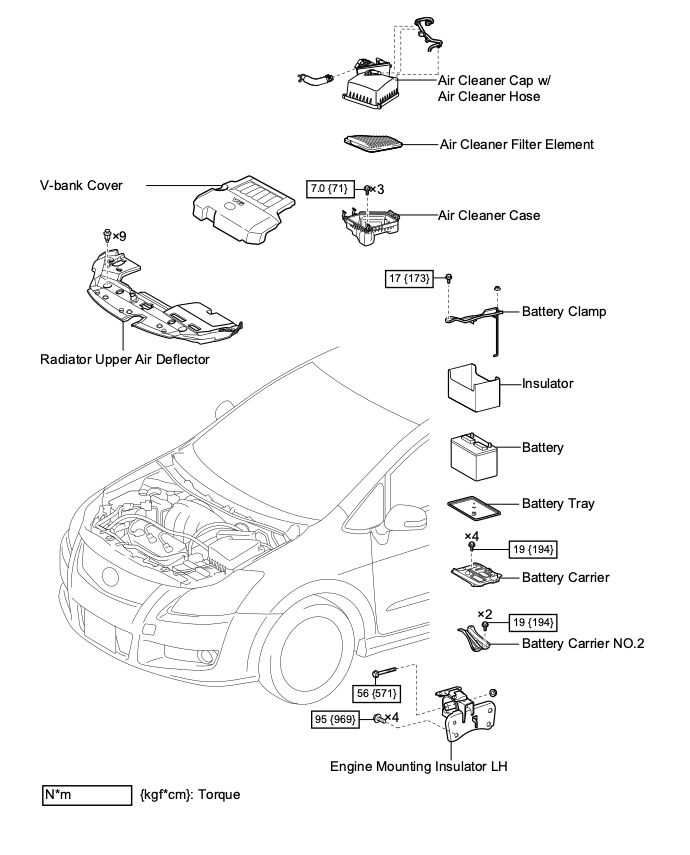 Air Cleaner Cap w/
Air Cleaner Hose
Air Cleaner Filter Element
V-bank Cover
7.0 {71}
×3
Air Cleaner Case
×9
17 {173}
Battery Clamp
Radiator Upper Air Deflector
Insulator
Battery
Battery Tray
×4
19 {194}
Battery Carrier
×2
19 {194}
Battery Carrier NO.2
56 {571}
95 {969}
×4
Engine Mounting Insulator LH
N*m {kgf*cm}: Torque